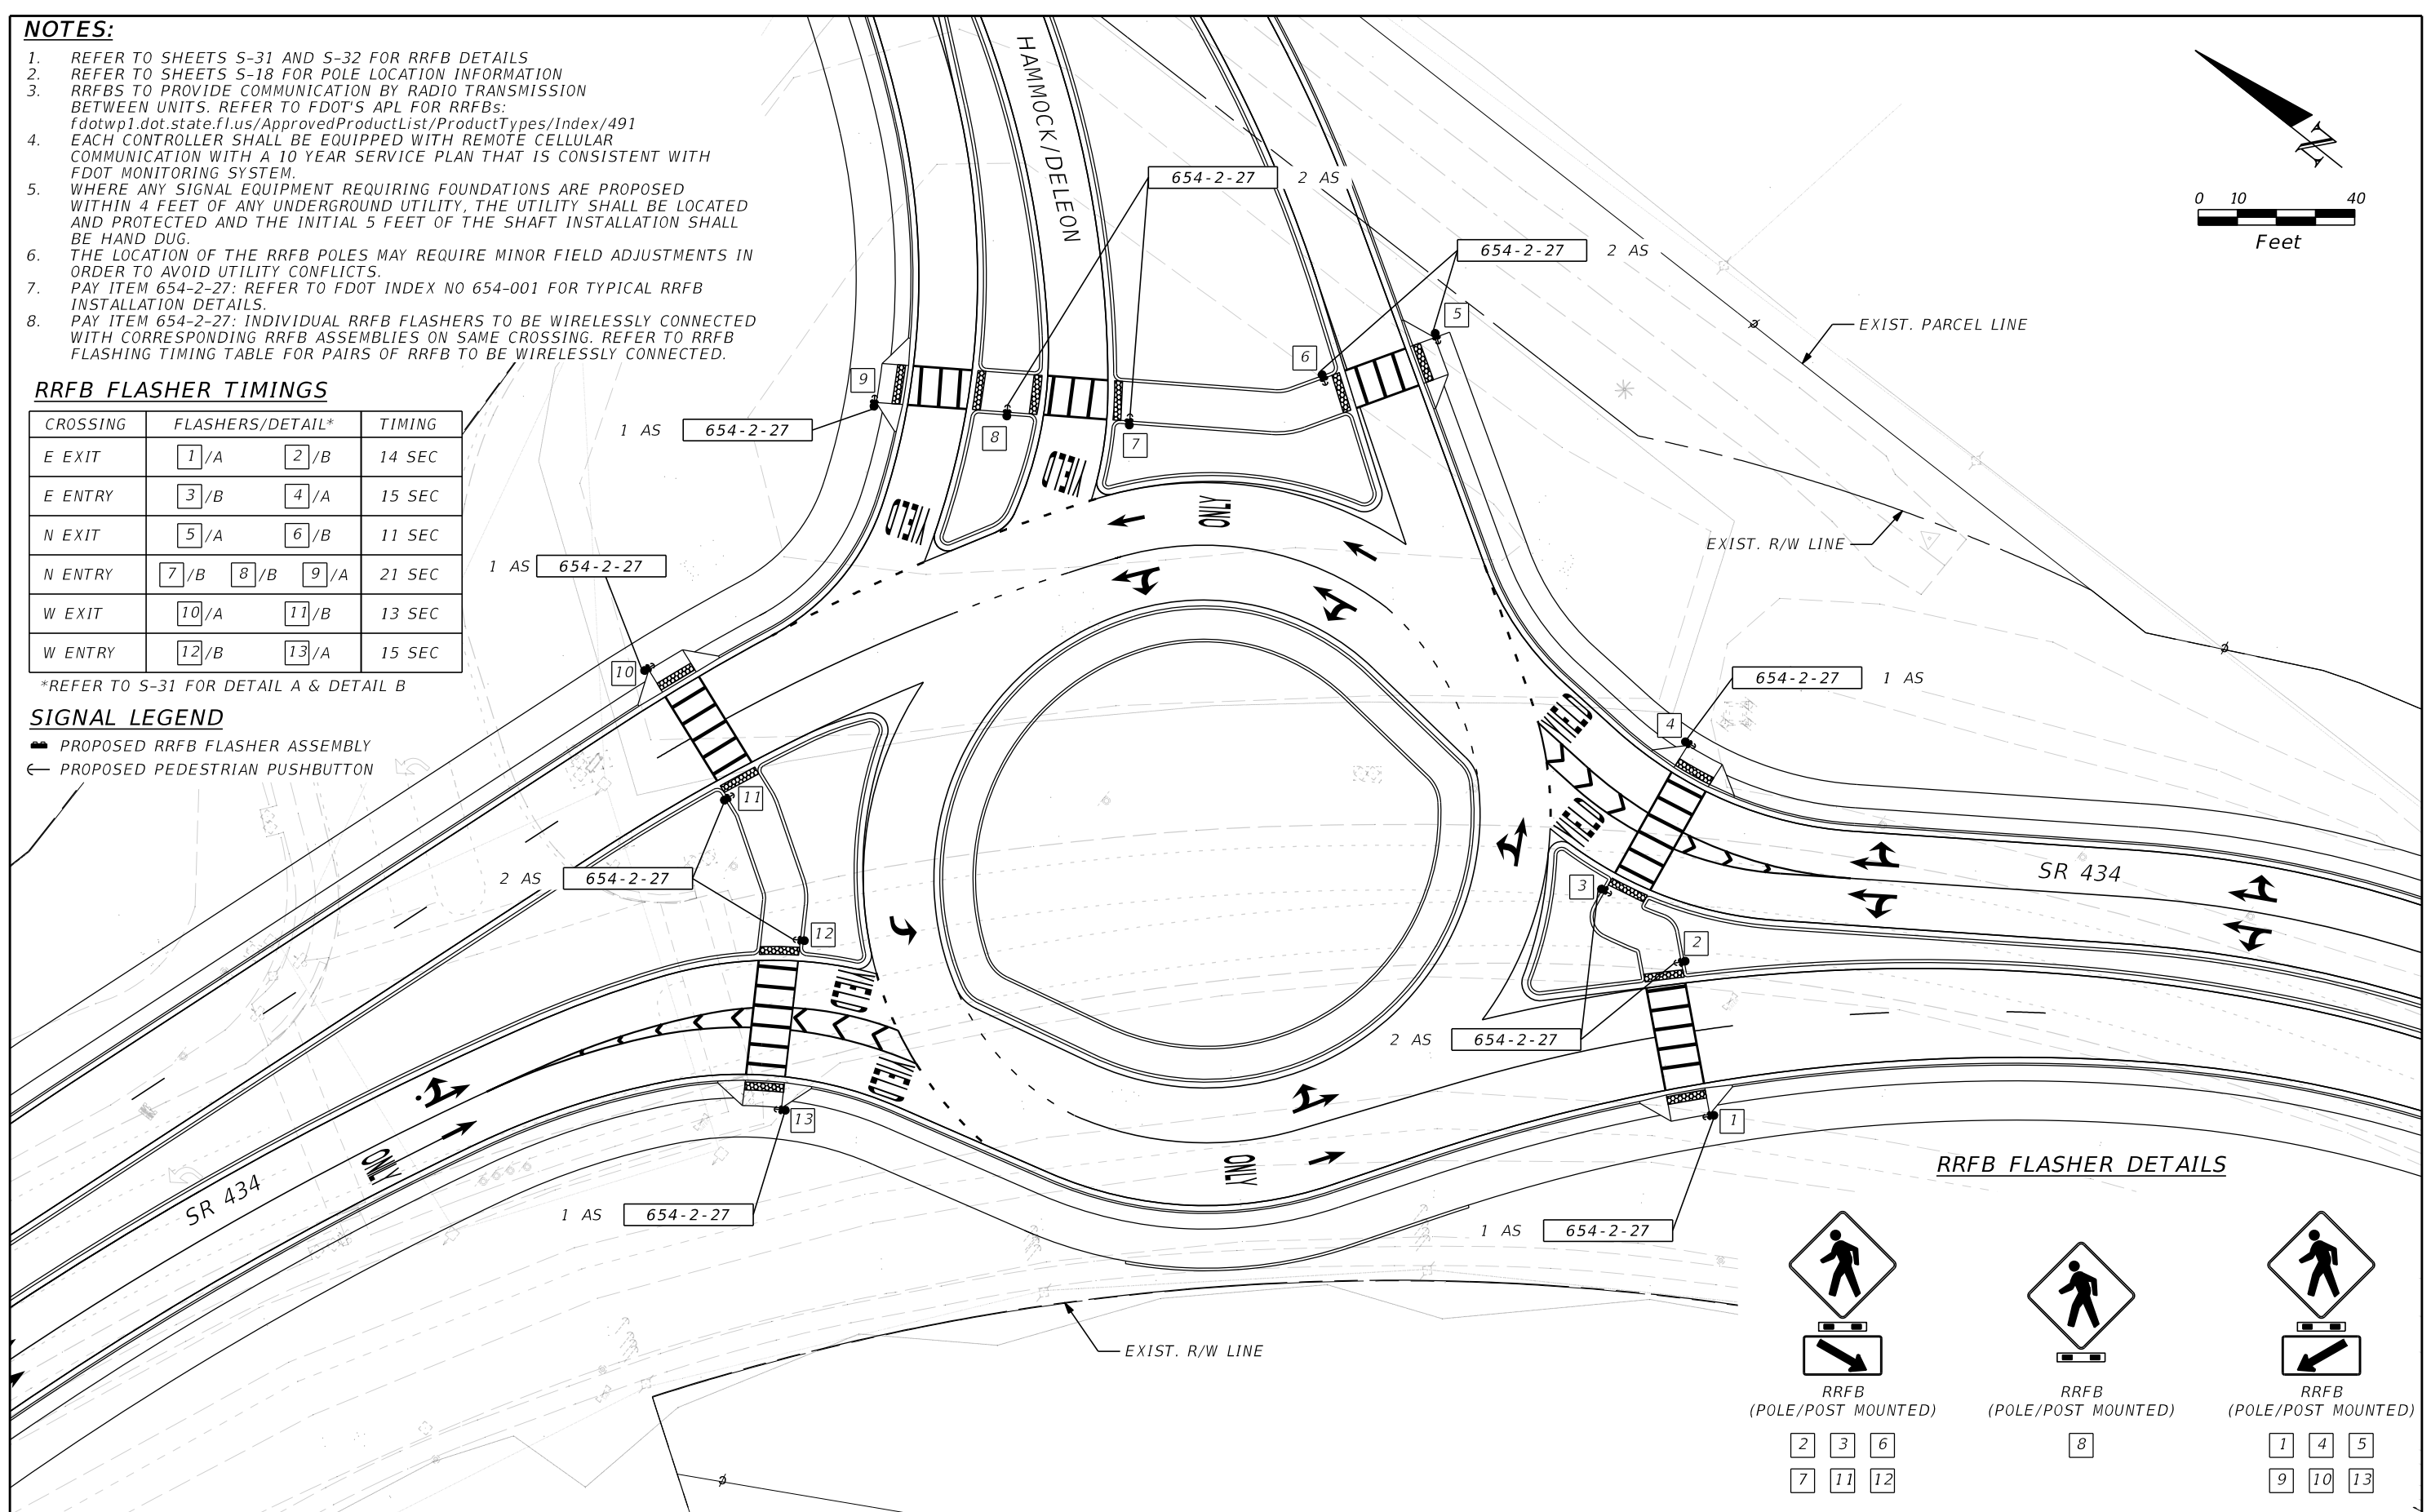 NOTES:
1. REFER TO SHEETS S-31 AND S-32 FOR RRFB DETAILS
2. REFER TO SHEETS S-18 FOR POLE LOCATION INFORMATION
3. RRFBS TO PROVIDE COMMUNICATION BY RADIO TRANSMISSION
BETWEEN UNITS. REFER TO FDOT'S APL FOR RRFBs:
fdotwp1.dot.state.fl.us/ApprovedProductList/ProductTypes/Index/491
4. EACH CONTROLLER SHALL BE EQUIPPED WITH REMOTE CELLULAR
COMMUNICATION WITH A 10 YEAR SERVICE PLAN THAT IS CONSISTENT WITH
FDOT MONITORING SYSTEM.
5. WHERE ANY SIGNAL EQUIPMENT REQUIRING FOUNDATIONS ARE PROPOSED
WITHIN 4 FEET OF ANY UNDERGROUND UTILITY, THE UTILITY SHALL BE LOCATED
AND PROTECTED AND THE INITIAL 5 FEET OF THE SHAFT INSTALLATION SHALL
BE HAND DUG.
6. THE LOCATION OF THE RRFB POLES MAY REQUIRE MINOR FIELD ADJUSTMENTS IN
ORDER TO AVOID UTILITY CONFLICTS.
7. PAY ITEM 654-2-27: REFER TO FDOT INDEX NO 654-001 FOR TYPICAL RRFB
INSTALLATION DETAILS.
8. PAY ITEM 654-2-27: INDIVIDUAL RRFB FLASHERS TO BE WIRELESSLY CONNECTED
WITH CORRESPONDING RRFB ASSEMBLIES ON SAME CROSSING. REFER TO RRFB
FLASHING TIMING TABLE FOR PAIRS OF RRFB TO BE WIRELESSLY CONNECTED.
RRFB FLASHER TIMINGS
CROSSING FLASHERS/DETAIL* TIMING
E EXIT 1/A 2/B 14 SEC
E ENTRY 3/B 4/A 15 SEC
N EXIT 5/A 6/B 11 SEC
N ENTRY 7/B 8/B 9/A 21 SEC
W EXIT 10/A 11/B 13 SEC
W ENTRY 12/B 13/A 15 SEC
*REFER TO S-31 FOR DETAIL A & DETAIL B
SIGNAL LEGEND
PROPOSED RRFB FLASHER ASSEMBLY
PROPOSED PEDESTRIAN PUSHBUTTON
HAMMOCK/DELEON
N
0 10 40
Feet
654-2-27 2 AS
654-2-27 2 AS
5
6
EXIST. PARCEL LINE
9
1 AS 654-2-27
8
7
YIELD
YIELD
ONLY
EXIST. R/W LINE
1 AS 654-2-27
10
654-2-27 1 AS
4
YIELD
YIELD
11
2 AS 654-2-27
12
3
2
SR 434
YIELD
YIELD
2 AS 654-2-27
13
1
ONLY
ONLY
SR 434
1 AS 654-2-27
1 AS 654-2-27
EXIST. R/W LINE
RRFB FLASHER DETAILS
RRFB
(POLE/POST MOUNTED)
2 3 6
7 11 12
RRFB
(POLE/POST MOUNTED)
8
RRFB
(POLE/POST MOUNTED)
1 4 5
9 10 13